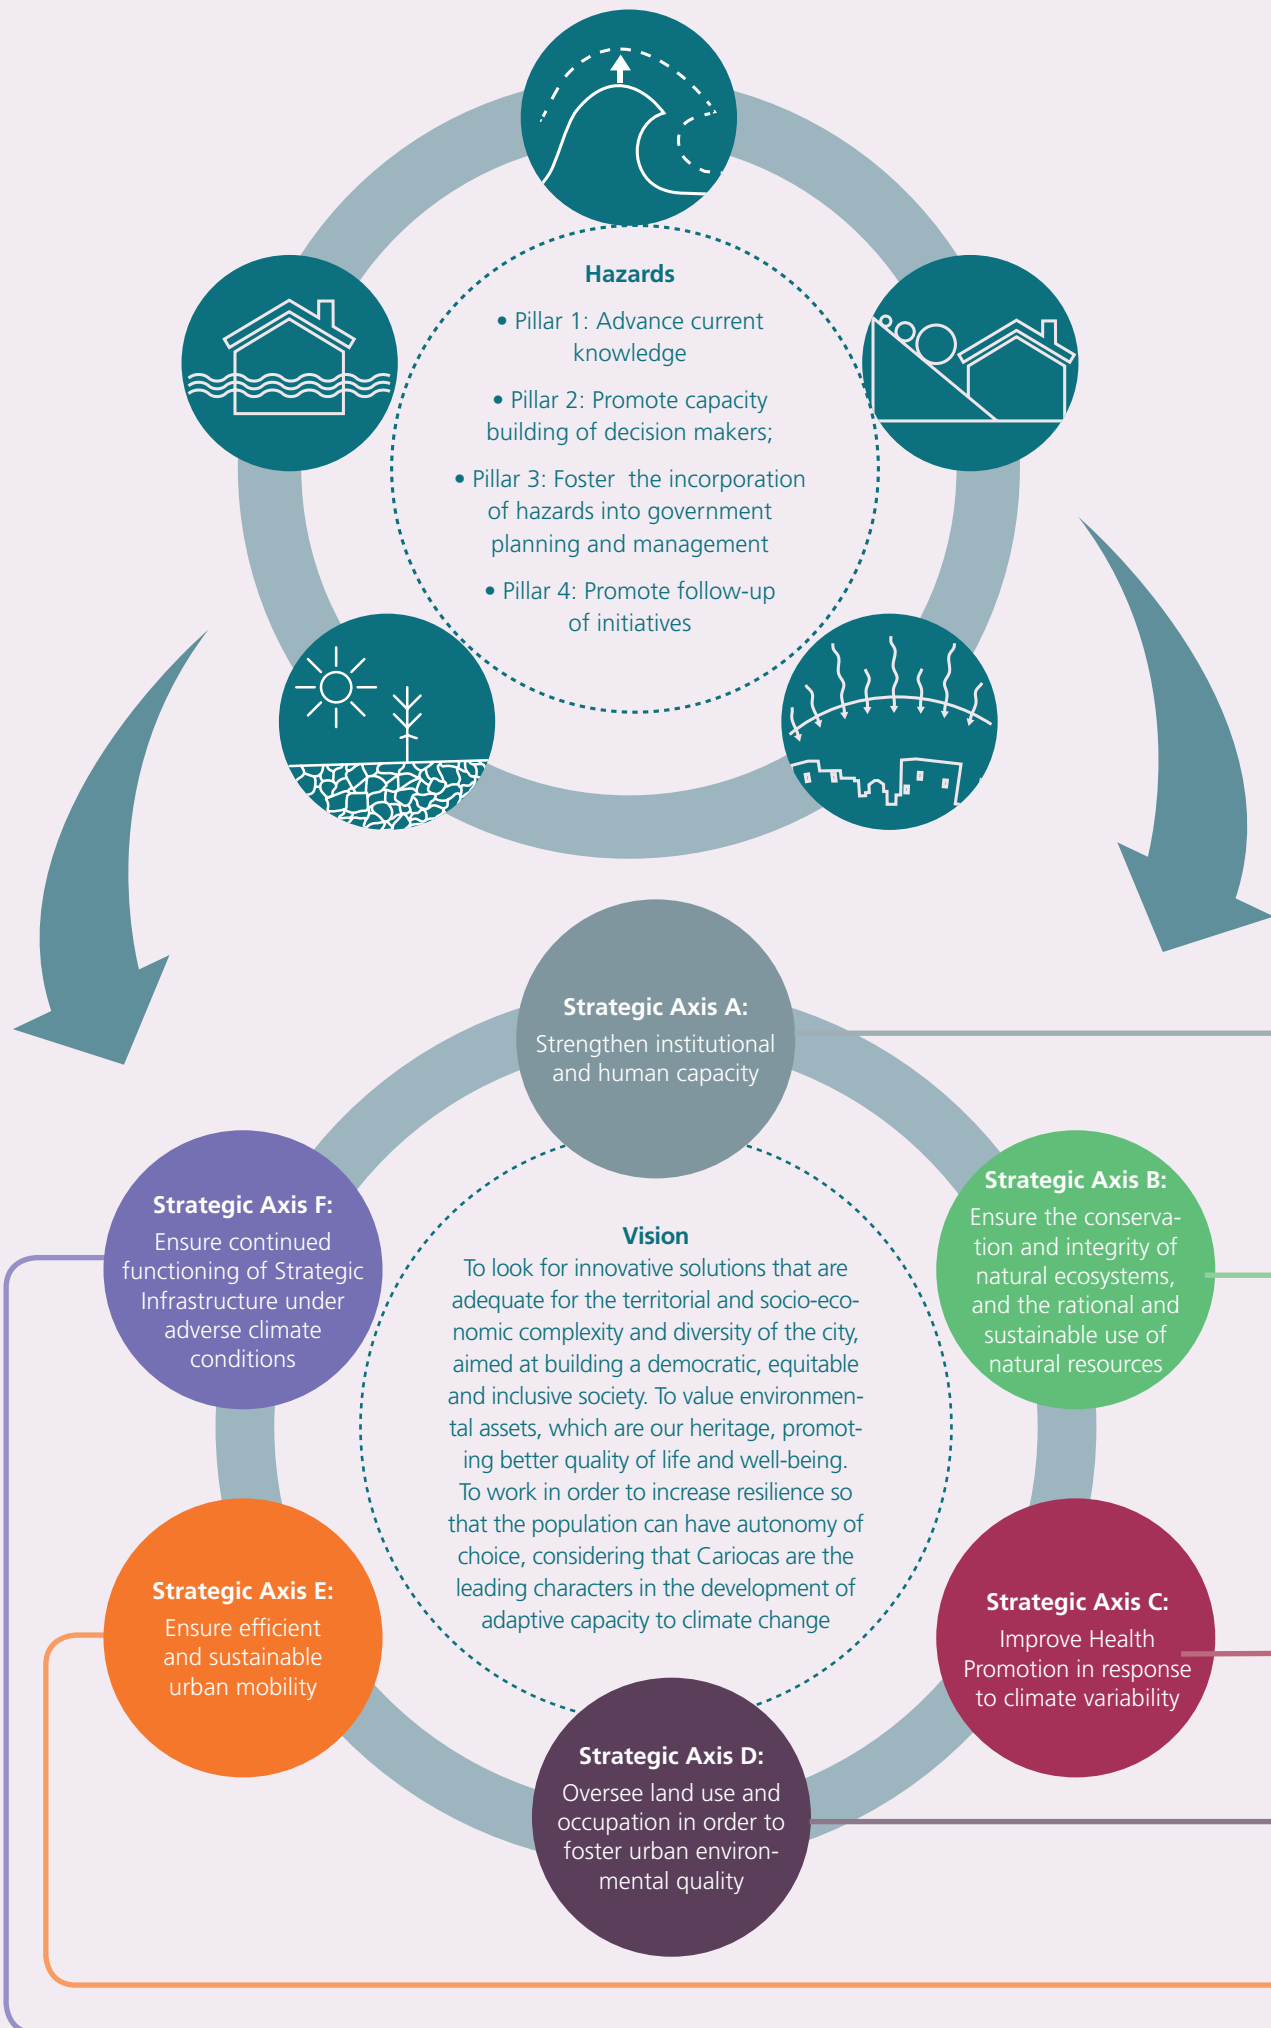 Hazards
• Pillar 1: Advance current
knowledge
• Pillar 2: Promote capacity
building of decision makers;
• Pillar 3: Foster  the incorporation
of hazards into government
planning and management
• Pillar 4: Promote follow-up
of initiatives
Strategic Axis A:
Strengthen institutional
and human capacity
Strategic Axis B:
Ensure the conserva-
tion and integrity of
natural ecosystems,
and the rational and
sustainable use of
natural resources
Strategic Axis F:
Ensure continued
functioning of Strategic
Infrastructure under
adverse climate
conditions
Vision
To look for innovative solutions that are
adequate for the territorial and socio-eco-
nomic complexity and diversity of the city,
aimed at building a democratic, equitable
and inclusive society. To value environmen-
tal assets, which are our heritage, promot-
ing better quality of life and well-being.
To work in order to increase resilience so
that the population can have autonomy of
choice, considering that Cariocas are the
leading characters in the development of
adaptive capacity to climate change
Strategic Axis E:
Ensure efficient
and sustainable
urban mobility
Strategic Axis C:
Improve Health
Promotion in response
to climate variability
Strategic Axis D:
Oversee land use and
occupation in order to
foster urban environ-
mental quality